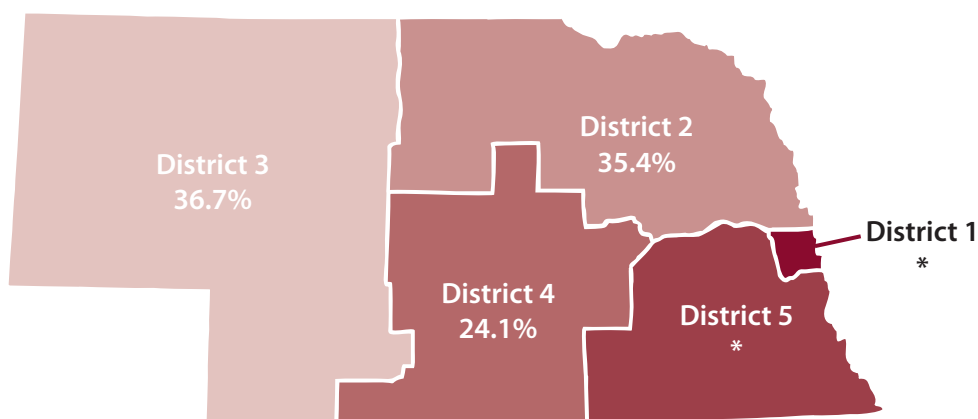 District 2
35.4%
District 3
36.7%
District 1
*
District 4
24.1%
District 5
*